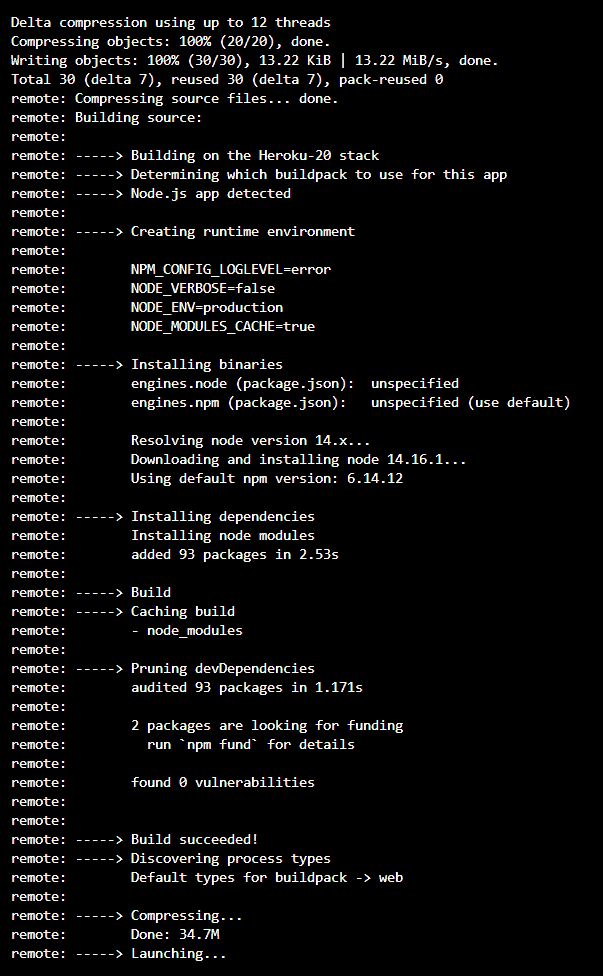 Delta compression using up to 12 threads
Compressing objects: 100% (20/20), done.
Writing objects: 100% (30/30), 13.22 KiB | 13.22 MiB/s, done.
Total 30 (delta 7), reused 30 (delta 7), pack-reused 0
remote: Compressing source files... done.
remote: Building source:
remote:
remote: -----> Building on the Heroku-20 stack
remote: -----> Determining which buildpack to use for this app
remote: -----> Node.js app detected
remote:
remote: -----> Creating runtime environment
remote:
remote:        NPM_CONFIG_LOGLEVEL=error
remote:        NODE_VERBOSE=false
remote:        NODE_ENV=production
remote:        NODE_MODULES_CACHE=true
remote:
remote: -----> Installing binaries
remote:        engines.node (package.json):  unspecified
remote:        engines.npm (package.json):   unspecified (use default)
remote:
remote:        Resolving node version 14.x...
remote:        Downloading and installing node 14.16.1...
remote:        Using default npm version: 6.14.12
remote:
remote: -----> Installing dependencies
remote:        Installing node modules
remote:        added 93 packages in 2.53s
remote:
remote: -----> Build
remote: -----> Caching build
remote:        - node_modules
remote:
remote: -----> Pruning devDependencies
remote:        audited 93 packages in 1.171s
remote:
remote:        2 packages are looking for funding
remote:          run `npm fund` for details
remote:
remote:        found 0 vulnerabilities
remote:
remote:
remote: -----> Build succeeded!
remote: -----> Discovering process types
remote:        Default types for buildpack -> web
remote:
remote: -----> Compressing...
remote:        Done: 34.7M
remote: -----> Launching...